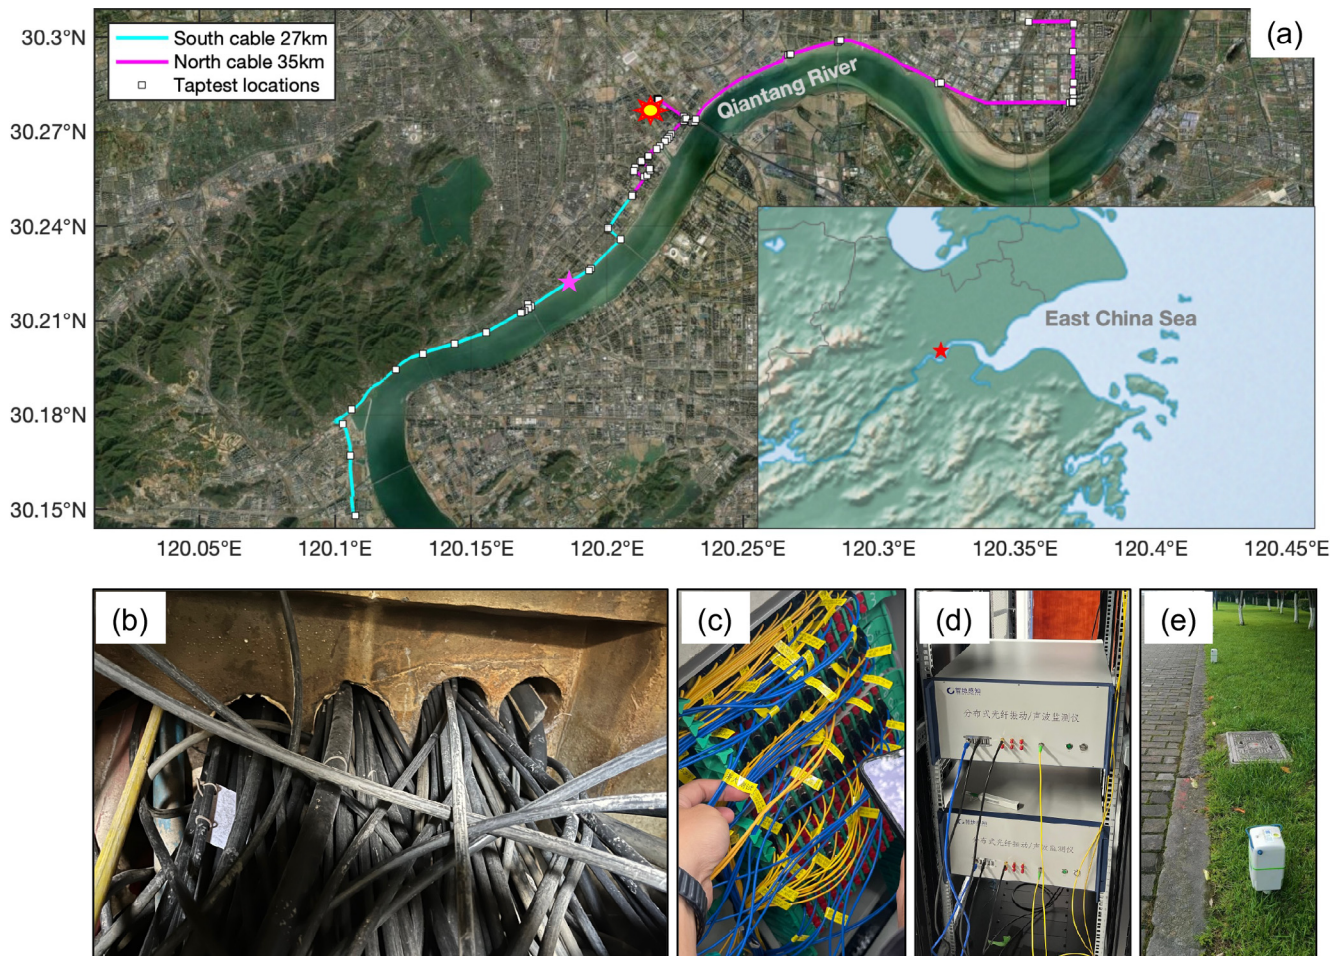 (a)
South cable 27km
North cable 35km
Taptest locations
Qiantang River
East China Sea
30.3°N
30.27°N
30.24°N
30.21°N
30.18°N
30.15°N
120.05°E
120.1°E
120.15°E
120.2°E
120.25°E
120.3°E
120.35°E
120.4°E
120.45°E
(b)
(c)
(d)
分布式光纤振动/声波监测仪
分布式光纤振动/声波监测仪
(e)